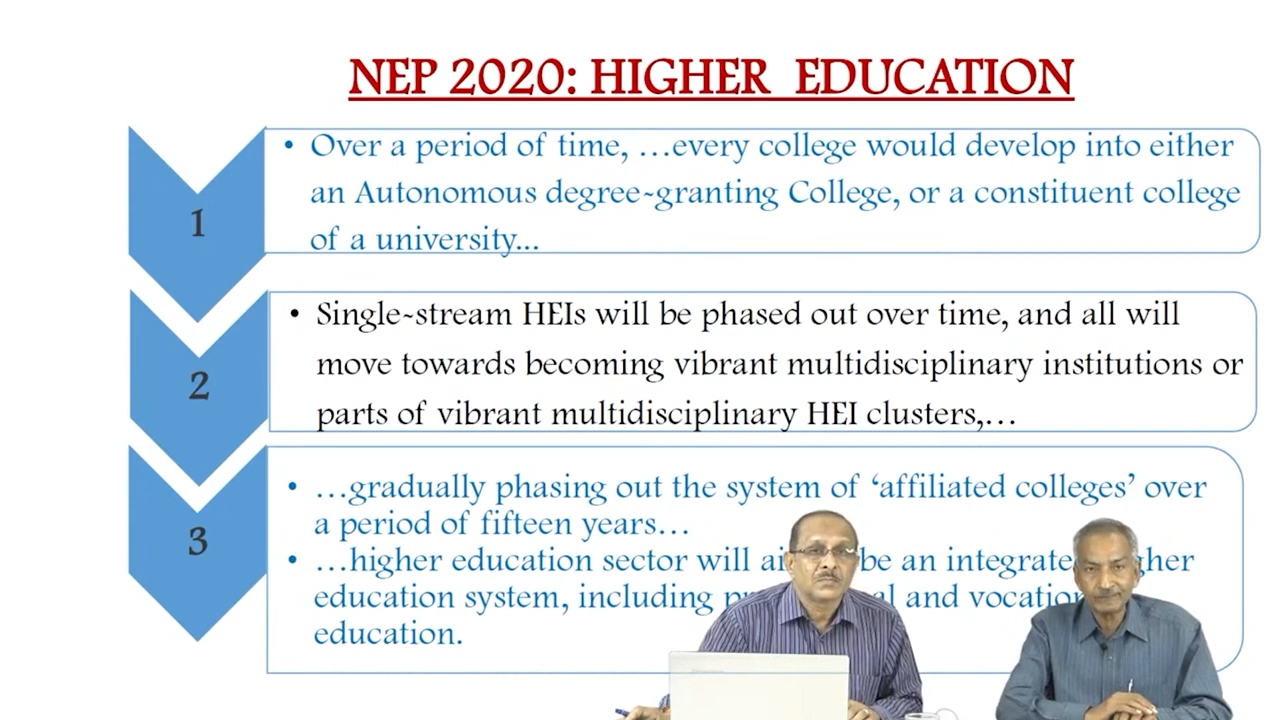 NEP 2020: HIGHER EDUCATION
1
• Over a period of time, …every college would develop into either
an Autonomous degree-granting College, or a constituent college
of a university...
2
• Single-stream HEIs will be phased out over time, and all will
move towards becoming vibrant multidisciplinary institutions or
parts of vibrant multidisciplinary HEI clusters,…
3
• …gradually phasing out the system of ‘affiliated colleges’ over
a period of fifteen years…
• …higher education sector will be an
education system, including and
education.